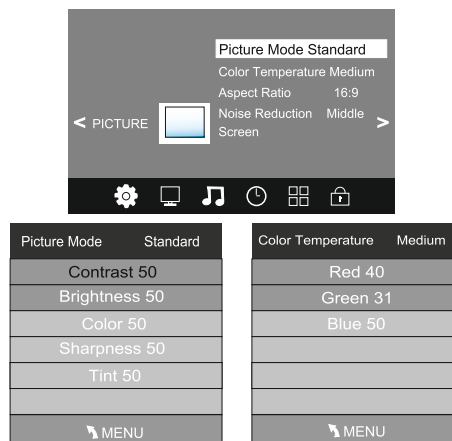 Picture Mode Standard
Color Temperature Medium
Aspect Ratio 16:9
Noise Reduction Middle
Screen
< PICTURE >
Picture Mode Standard
Contrast 50
Brightness 50
Color 50
Sharpness 50
Tint 50
MENU
Color Temperature Medium
Red 40
Green 31
Blue 50
MENU